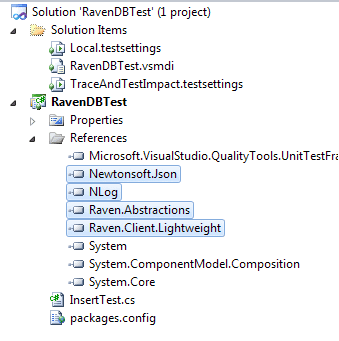 Solution 'RavenDBTest' (1 project)
Solution Items
Local.testsettings
RavenDBTest.vsmdi
TraceAndTestImpact.testsettings
RavenDBTest
Properties
References
Microsoft.VisualStudio.QualityTools.UnitTestFra
Newtonsoft.Json
NLog
Raven.Abstractions
Raven.Client.Lightweight
System
System.ComponentModel.Composition
System.Core
InsertTest.cs
packages.config